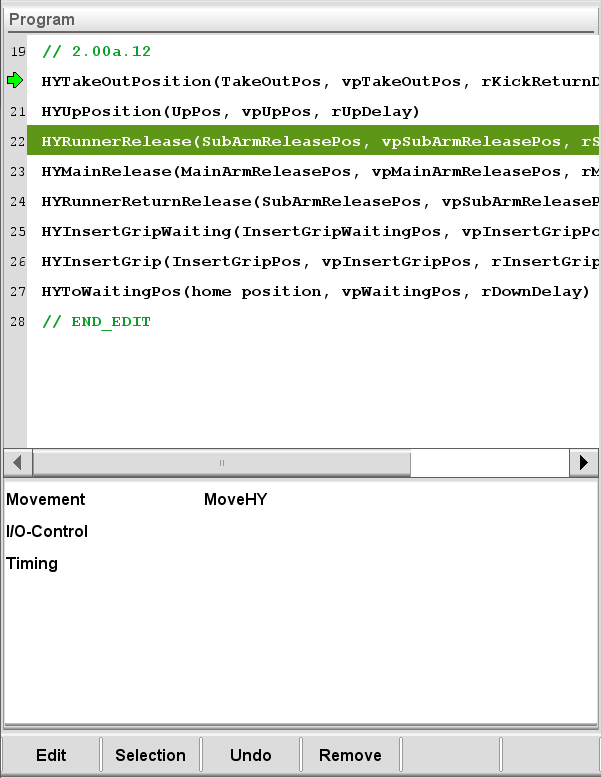 Program
19 // 2.00a.12
HYTakeOutPosition(TakeOutPos, vpTakeOutPos, rKickReturnD
21 HYUpPosition(UpPos, vpUpPos, rUpDelay)
22 HYRunnerRelease(SubArmReleasePos, vpSubArmReleasePos, rS
23 HYMainRelease(MainArmReleasePos, vpMainArmReleasePos, rM
24 HYRunnerReturnRelease(SubArmReleasePos, vpSubArmReleaseP
25 HYInsertGripWaiting(InsertGripWaitingPos, vpInsertGripPo
26 HYInsertGrip(InsertGripPos, vpInsertGripPos, rInsertGrip
27 HYToWaitingPos(home position, vpWaitingPos, rDownDelay)
28 // END_EDIT
Movement MoveHY
I/O-Control
Timing
Edit Selection Undo Remove